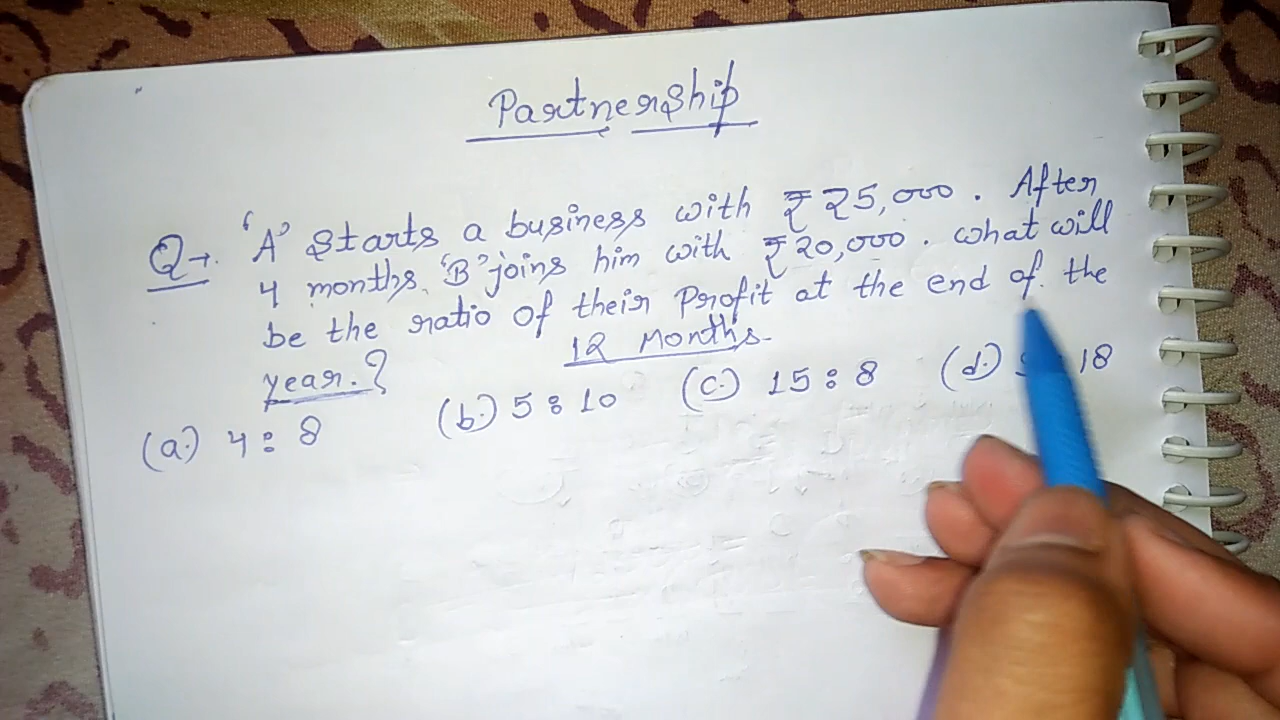 Partnership
Q→. 'A' Starts a business with ₹25,000. After
4 months, 'B' joins him with ₹20,000. what will
be the ratio of their Profit at the end of the
year.? 12 Months.
(a.) 4 : 8 (b.) 5 : 10 (c.) 15 : 8 (d.) 18